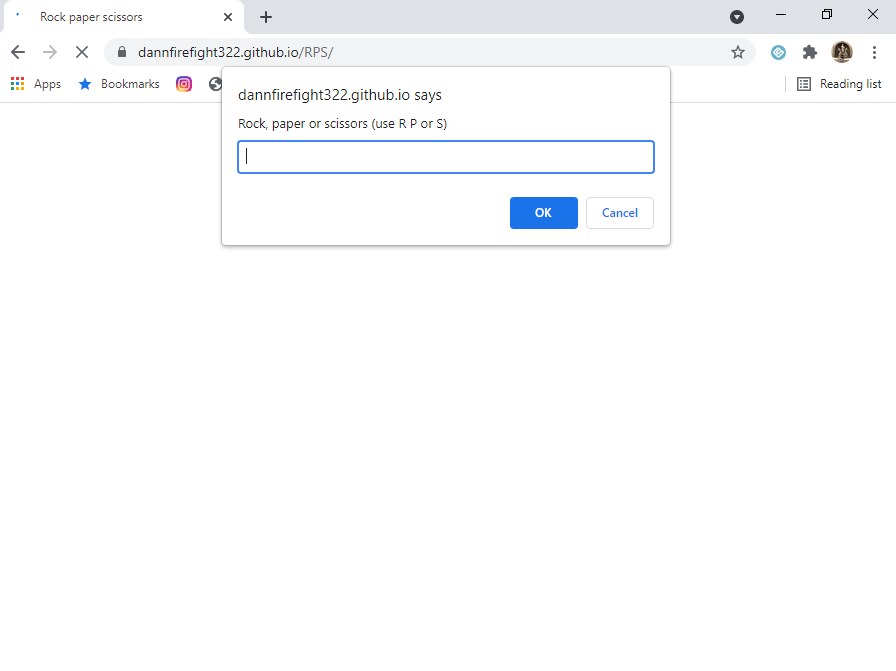 Rock paper scissors
dannfirefight322.github.io/RPS/
Apps
Bookmarks
Reading list
dannfirefight322.github.io says
Rock, paper or scissors (use R P or S)
OK
Cancel